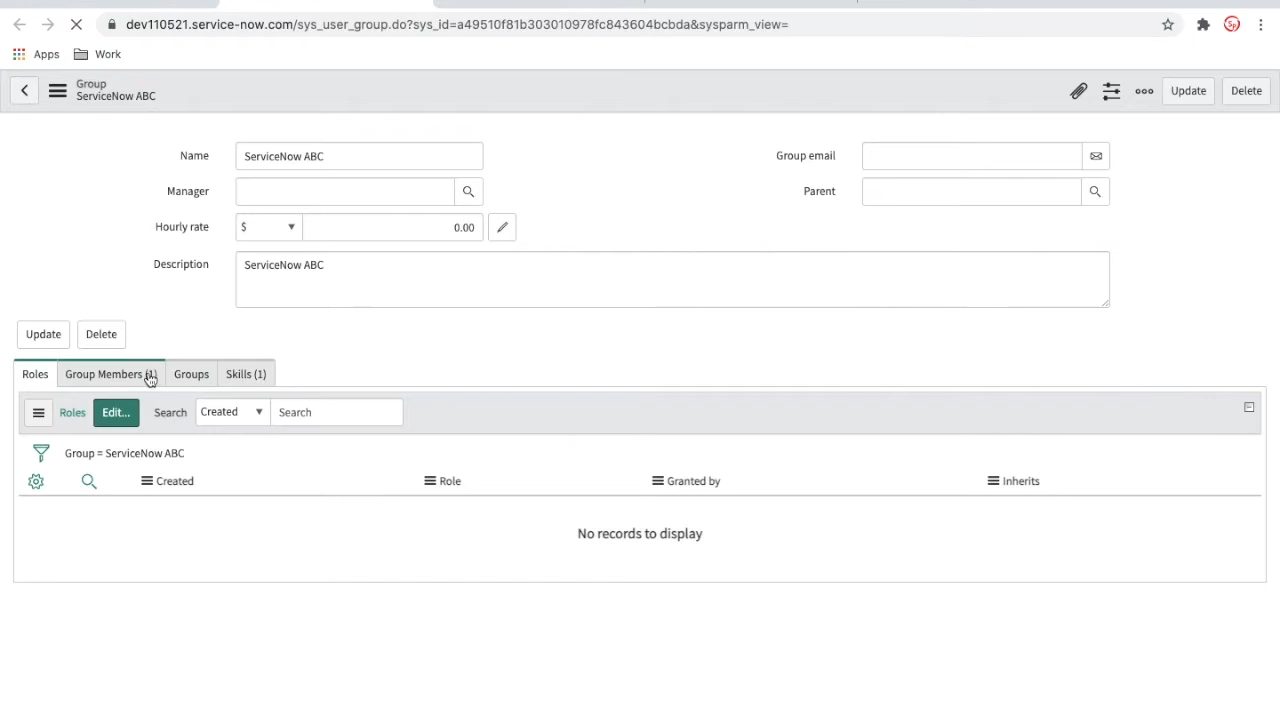 dev110521.service-now.com/sys_user_group.do?sys_id=a49510f81b303010978fc843604bcbda&sysparm_view=
Apps Work
Group
ServiceNow ABC
Update Delete
Name ServiceNow ABC Group email
Manager Parent
Hourly rate $ 0.00
Description ServiceNow ABC
Update Delete
Roles Group Members (1) Groups Skills (1)
Roles Edit... Search Created Search
Group = ServiceNow ABC
Created Role Granted by Inherits
No records to display